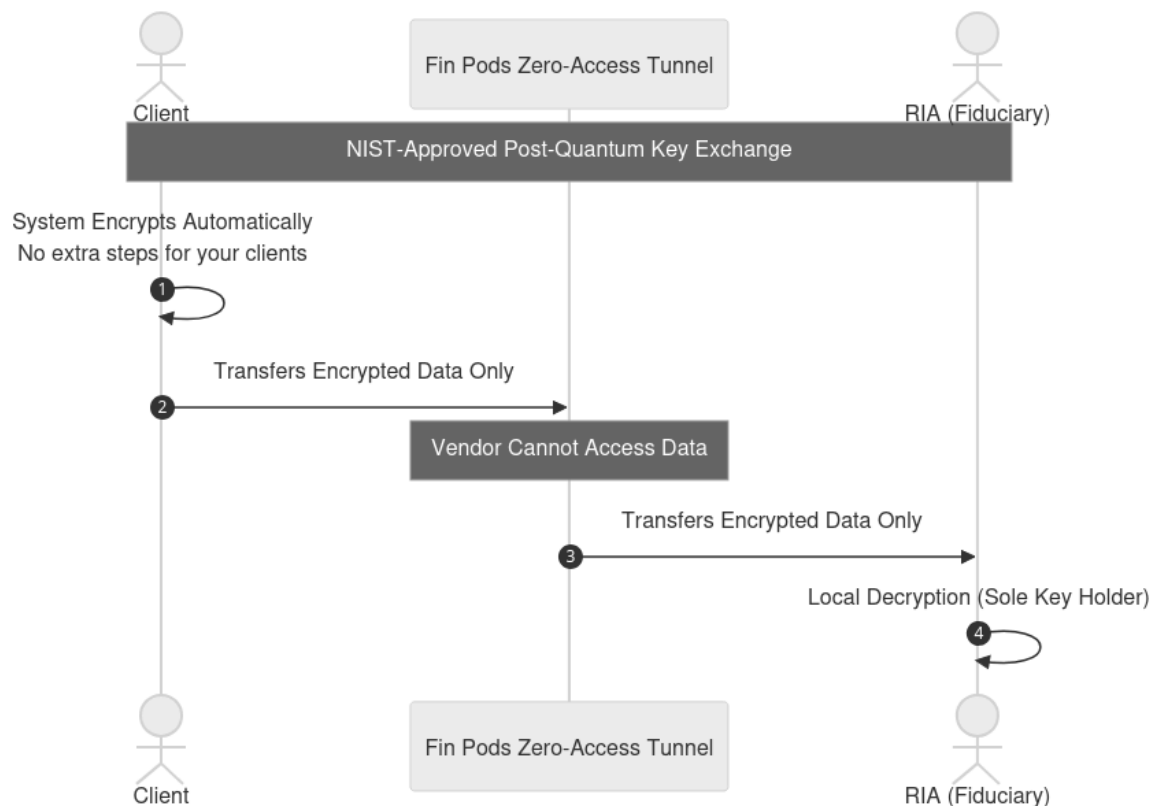 Fin Pods Zero-Access Tunnel
Client
RIA (Fiduciary)
NIST-Approved Post-Quantum Key Exchange
System Encrypts Automatically
No extra steps for your clients
1
Transfers Encrypted Data Only
2
Vendor Cannot Access Data
Transfers Encrypted Data Only
3
Local Decryption (Sole Key Holder)
4
Fin Pods Zero-Access Tunnel
Client
RIA (Fiduciary)